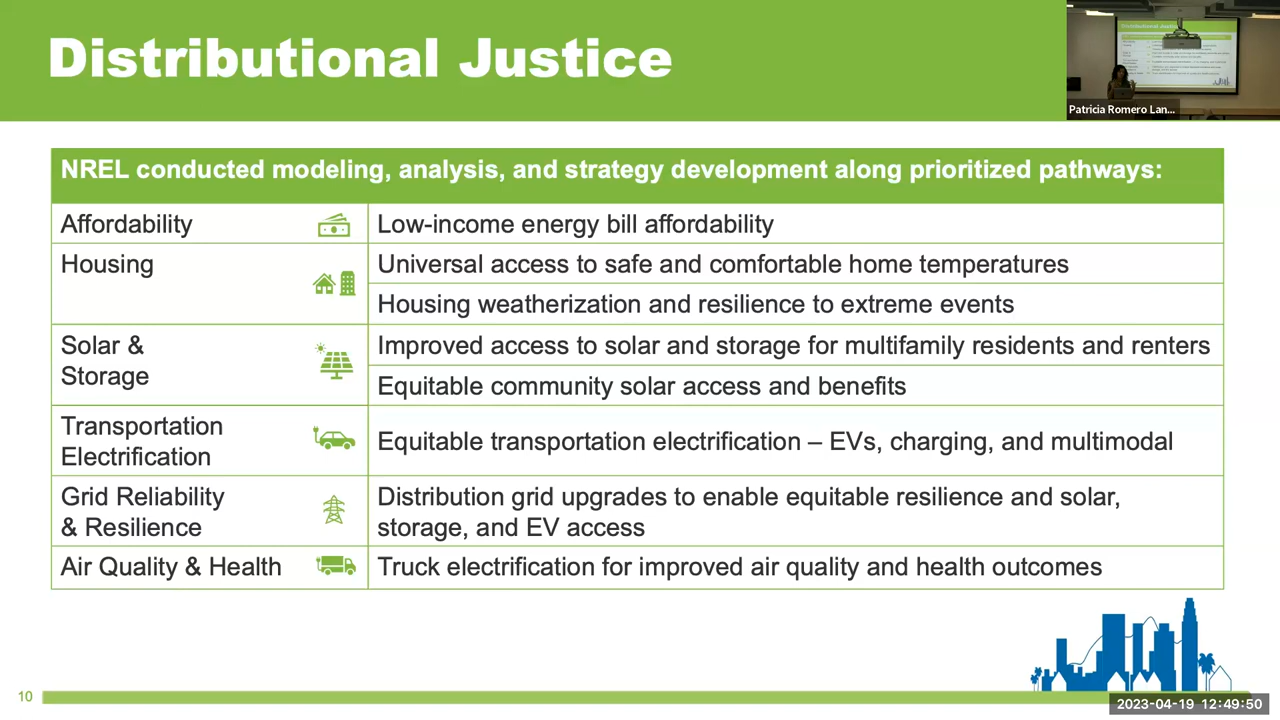 Distributional Justice
Patricia Romero Lan...
NREL conducted modeling, analysis, and strategy development along prioritized pathways:
Affordability
Low-income energy bill affordability
Housing
Universal access to safe and comfortable home temperatures
Housing weatherization and resilience to extreme events
Solar &
Storage
Improved access to solar and storage for multifamily residents and renters
Equitable community solar access and benefits
Transportation
Electrification
Equitable transportation electrification – EVs, charging, and multimodal
Grid Reliability
& Resilience
Distribution grid upgrades to enable equitable resilience and solar,
storage, and EV access
Air Quality & Health
Truck electrification for improved air quality and health outcomes
10
2023-04-19 12:49:50